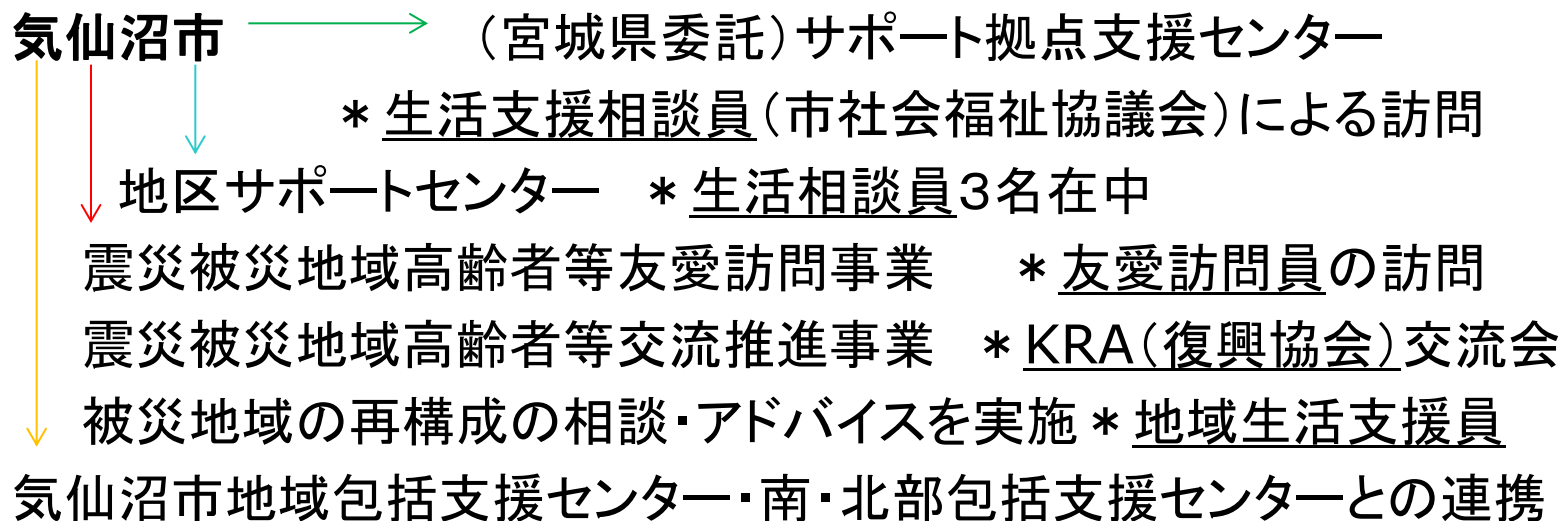 気仙沼市 （宮城県委託）サポート拠点支援センター
＊生活支援相談員（市社会福祉協議会）による訪問
地区サポートセンター ＊生活相談員３名在中
震災被災地域高齢者等友愛訪問事業 ＊友愛訪問員の訪問
震災被災地域高齢者等交流推進事業 ＊KRA（復興協会）交流会
被災地域の再構成の相談・アドバイスを実施＊地域生活支援員
気仙沼市地域包括支援センター・南・北部包括支援センターとの連携